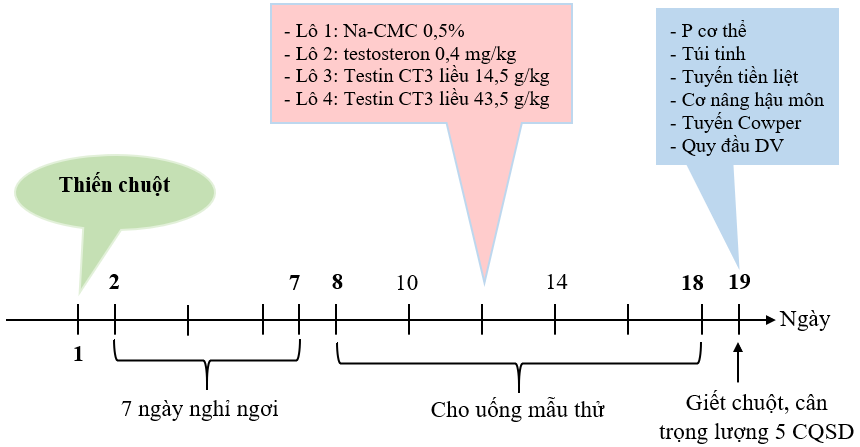 - Lô 1: Na-CMC 0,5%
- Lô 2: testosteron 0,4 mg/kg
- Lô 3: Testin CT3 liều 14,5 g/kg
- Lô 4: Testin CT3 liều 43,5 g/kg
- P cơ thể
- Túi tinh
- Tuyến tiền liệt
- Cơ nâng hậu môn
- Tuyến Cowper
- Quy đầu DV
Thiến chuột
2 7 8 10 14 18 19
Ngày
1
7 ngày nghỉ ngơi
Cho uống mẫu thử
Giết chuột, cân
trọng lượng 5 CQSD